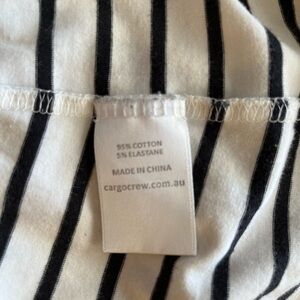 95% COTTON
5% ELASTANE
MADE IN CHINA
cargocrew.com.au